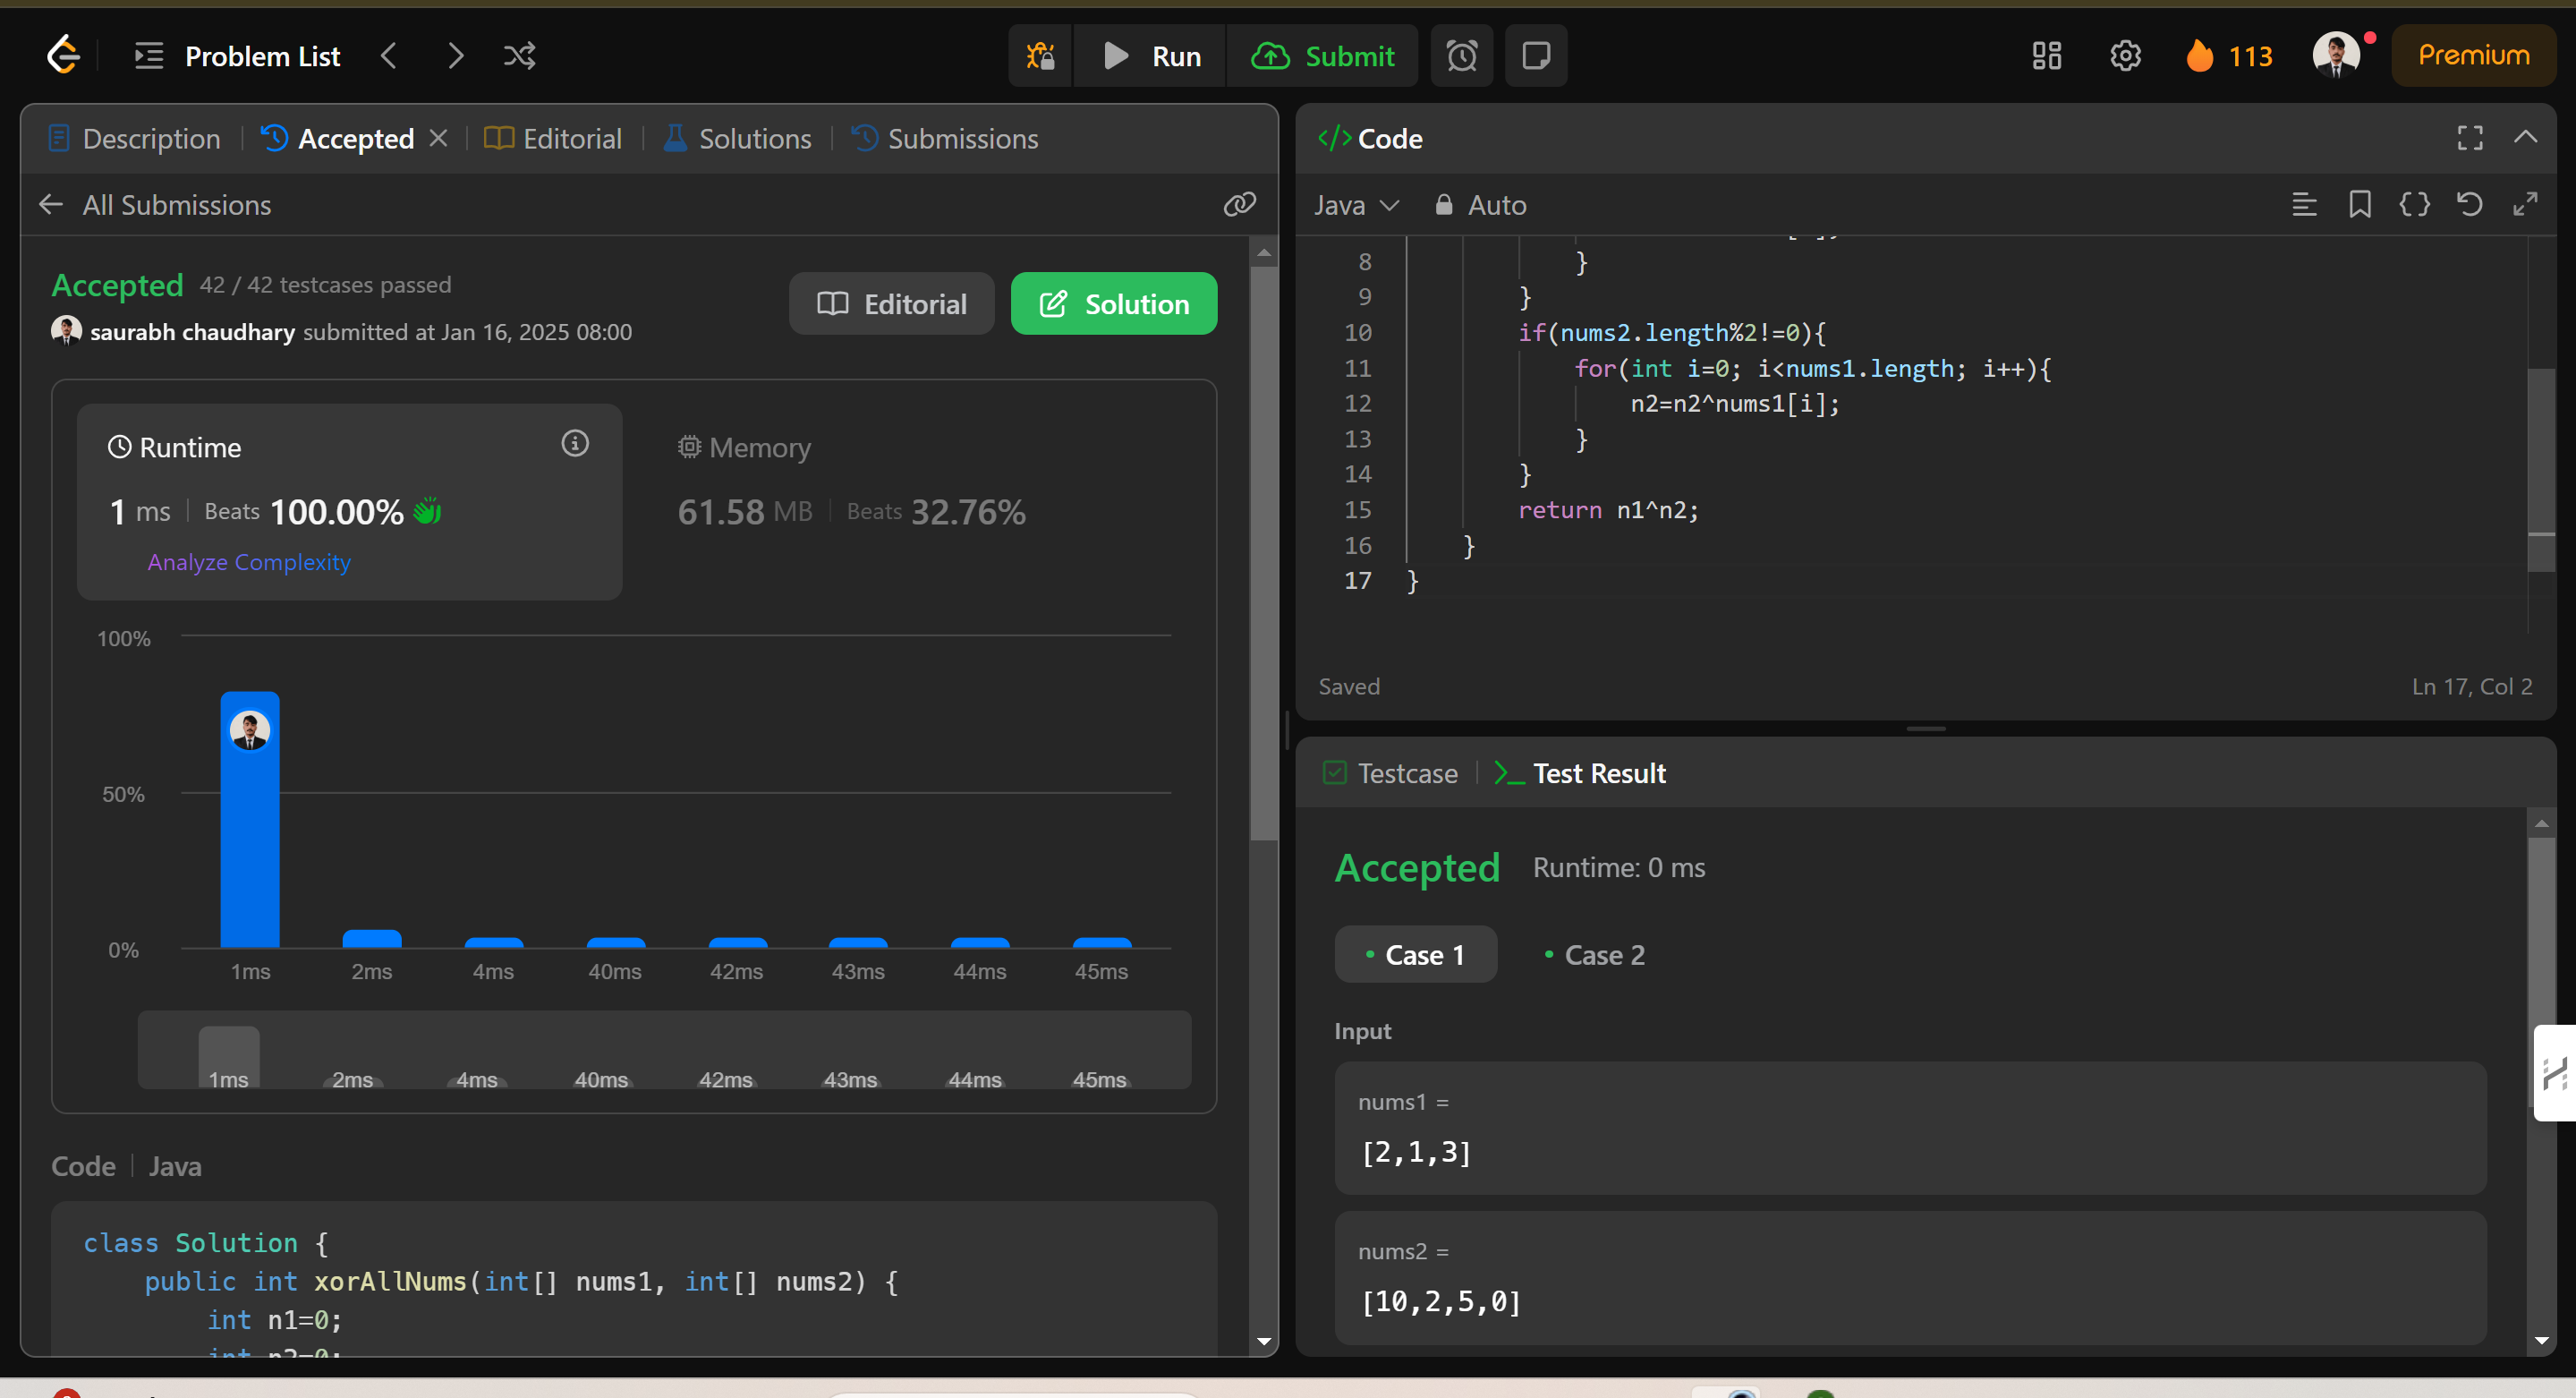 Problem List
Run
Submit
113
Premium
Description
Accepted
Editorial
Solutions
Submissions
All Submissions
Accepted 42 / 42 testcases passed
saurabh chaudhary submitted at Jan 16, 2025 08:00
Editorial
Solution
Runtime
1 ms | Beats 100.00%
Analyze Complexity
Memory
61.58 MB | Beats 32.76%
100%
50%
0%
1ms 2ms 4ms 40ms 42ms 43ms 44ms 45ms
1ms 2ms 4ms 40ms 42ms 43ms 44ms 45ms
Code | Java
class Solution {
public int xorAllNums(int[] nums1, int[] nums2) {
int n1=0;
int n2=0;
</> Code
Java
Auto
8 }
9 }
10 if(nums2.length%2!=0){
11 for(int i=0; i<nums1.length; i++){
12 n2=n2^nums1[i];
13 }
14 }
15 return n1^n2;
16 }
17 }
Saved
Ln 17, Col 2
Testcase
>_ Test Result
Accepted Runtime: 0 ms
• Case 1
• Case 2
Input
nums1 =
[2,1,3]
nums2 =
[10,2,5,0]